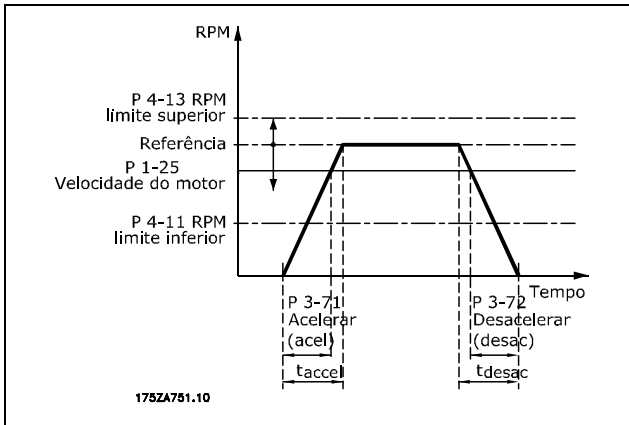 RPM
P 4-13 RPM
limite superior
Referência
P 1-25
Velocidade do motor
P 4-11 RPM
limite inferior
Tempo
P 3-71
Acelerar
(acel)
taccel
P 3-72
Desacelerar
(desac)
tdesac
175ZA751.10